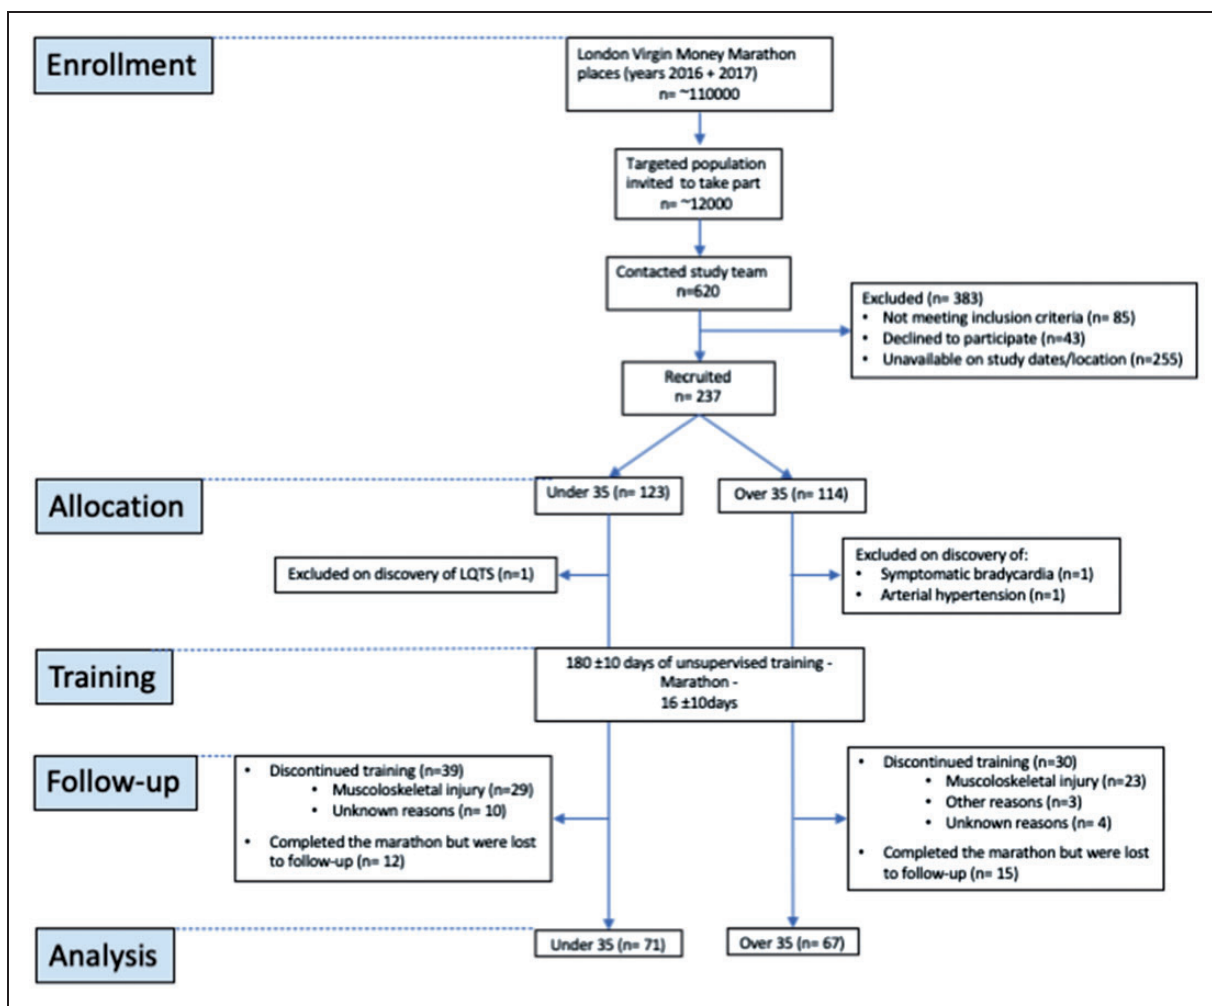 Enrollment
London Virgin Money Marathon
places (years 2016 + 2017)
n= ~110000
Targeted population
invited to take part
n= ~12000
Contacted study team
n=620
Excluded (n= 383)
• Not meeting inclusion criteria (n= 85)
• Declined to participate (n=43)
• Unavailable on study dates/location (n=255)
Recruited
n= 237
Allocation
Under 35 (n= 123)
Over 35 (n= 114)
Excluded on discovery of LQTS (n=1)
Excluded on discovery of:
• Symptomatic bradycardia (n=1)
• Arterial hypertension (n=1)
Training
180 ±10 days of unsupervised training -
Marathon -
16 ±10days
Follow-up
• Discontinued training (n=39)
• Muscoloskeletal injury (n=29)
• Unknown reasons (n= 10)
• Completed the marathon but were lost
to follow-up (n= 12)
• Discontinued training (n=30)
• Muscoloskeletal injury (n=23)
• Other reasons (n=3)
• Unknown reasons (n= 4)
• Completed the marathon but were lost
to follow-up (n= 15)
Analysis
Under 35 (n= 71)
Over 35 (n= 67)